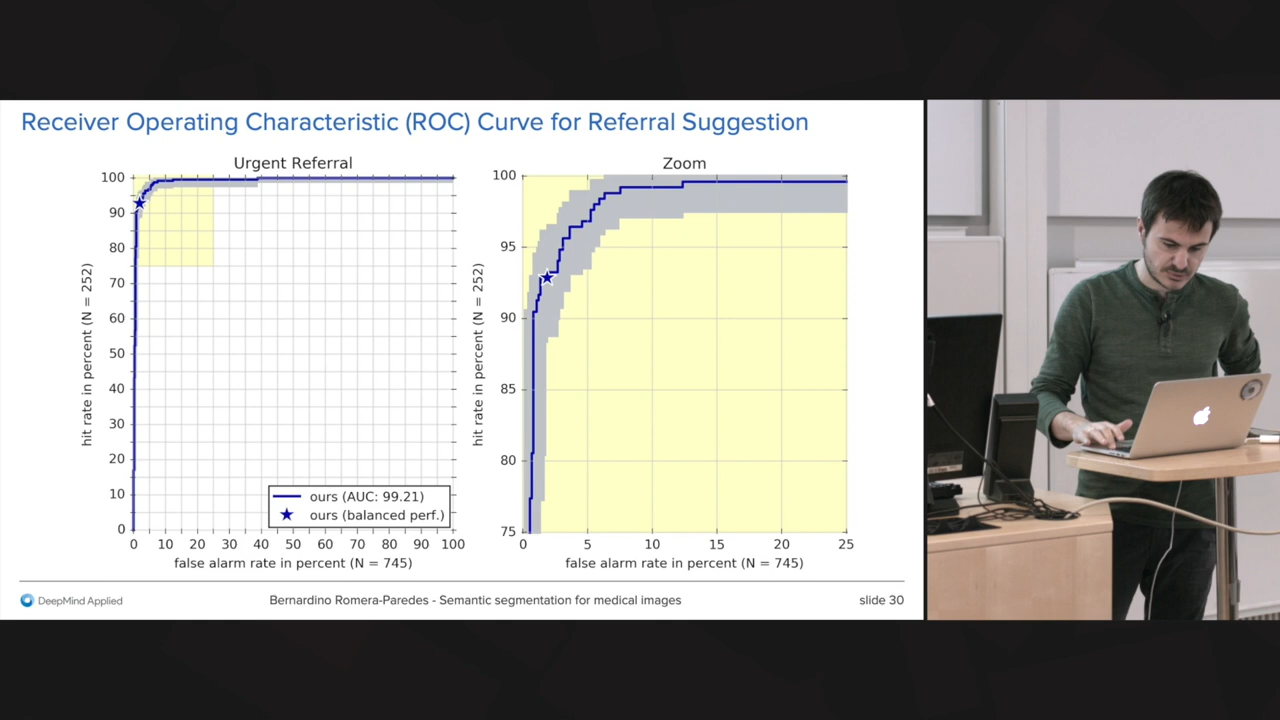 Receiver Operating Characteristic (ROC) Curve for Referral Suggestion
Urgent Referral
100
90
80
70
60
50
40
30
20
10
0
hit rate in percent (N = 252)
ours (AUC: 99.21)
ours (balanced perf.)
0 10 20 30 40 50 60 70 80 90 100
false alarm rate in percent (N = 745)
Zoom
100
95
90
85
80
75
hit rate in percent (N = 252)
0 5 10 15 20 25
false alarm rate in percent (N = 745)
DeepMind Applied
Bernardino Romera-Paredes - Semantic segmentation for medical images
slide 30